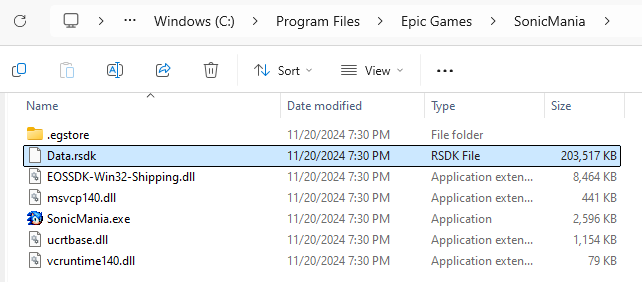 Windows (C:) > Program Files > Epic Games > SonicMania >
Sort View
Name Date modified Type Size
.egstore 11/20/2024 7:30 PM File folder
Data.rsdk 11/20/2024 7:30 PM RSDK File 203,517 KB
EOSSDK-Win32-Shipping.dll 11/20/2024 7:30 PM Application exten... 8,464 KB
msvcp140.dll 11/20/2024 7:30 PM Application exten... 441 KB
SonicMania.exe 11/20/2024 7:30 PM Application 2,596 KB
ucrtbase.dll 11/20/2024 7:30 PM Application exten... 1,154 KB
vcruntime140.dll 11/20/2024 7:30 PM Application exten... 79 KB